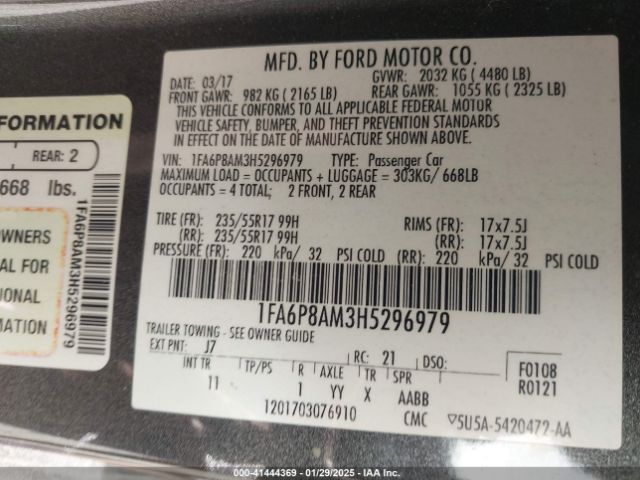 FORMATION
REAR: 2
668 lbs.
OWNERS
AL FOR
ONAL
MATION
1FA6P8AM3H5296979
MFD. BY FORD MOTOR CO.
DATE: 03/17 GVWR: 2032 KG ( 4480 LB)
FRONT GAWR: 982 KG ( 2165 LB) REAR GAWR: 1055 KG ( 2325 LB)
THIS VEHICLE CONFORMS TO ALL APPLICABLE FEDERAL MOTOR
VEHICLE SAFETY, BUMPER, AND THEFT PREVENTION STANDARDS
IN EFFECT ON THE DATE OF MANUFACTURE SHOWN ABOVE.
VIN: 1FA6P8AM3H5296979 TYPE: Passenger Car
MAXIMUM LOAD = OCCUPANTS + LUGGAGE = 303KG/ 668LB
OCCUPANTS = 4 TOTAL; 2 FRONT, 2 REAR
TIRE (FR): 235/55R17 99H RIMS (FR): 17x7.5J
(RR): 235/55R17 99H (RR): 17x7.5J
PRESSURE (FR): 220 kPa/ 32 PSI COLD (RR): 220 kPa/ 32 PSI COLD
1FA6P8AM3H5296979
TRAILER TOWING - SEE OWNER GUIDE
EXT PNT: J7 RC: 21 DSO: F0108
INT TR TP/PS R AXLE TR SPR R0121
11 1 YY X AABB
1201703076910 CMC 5U5A-5420472-AA
000-41444369 | 01/29/2025 - IAA Inc.